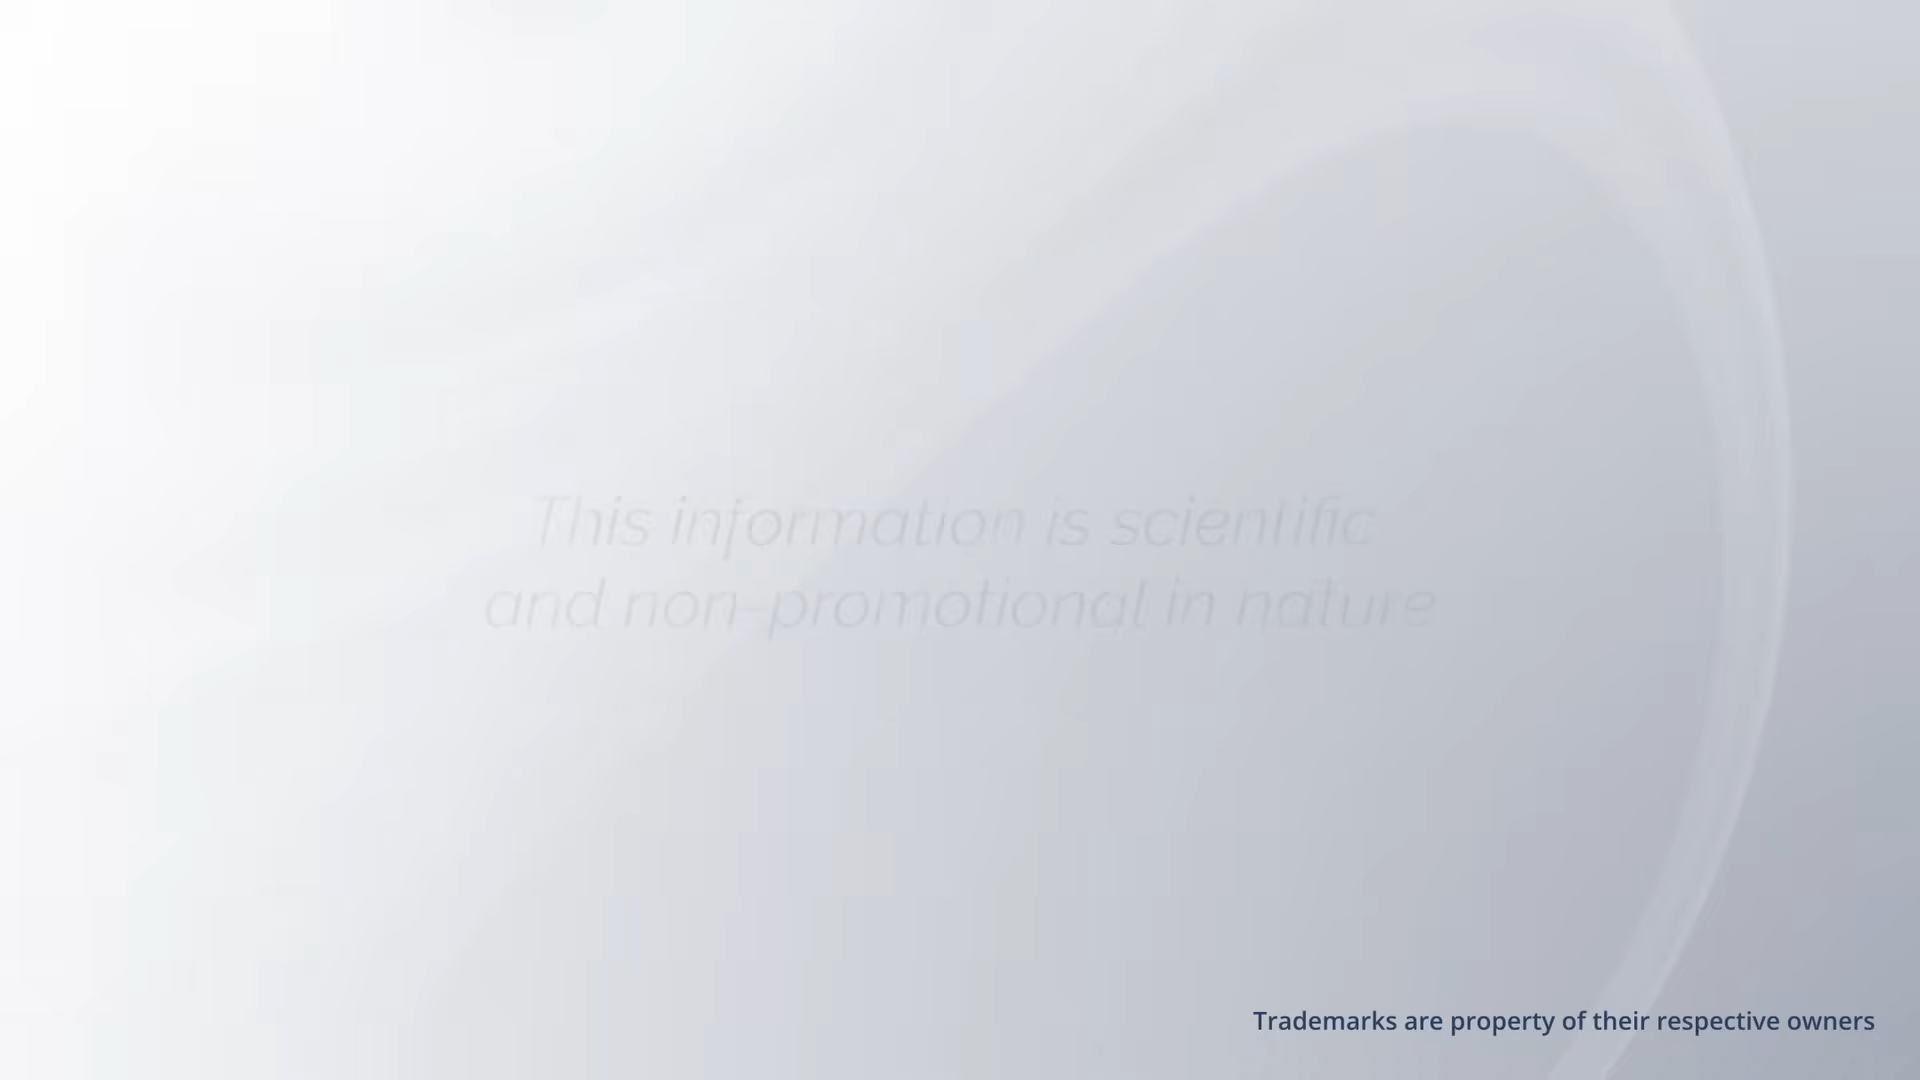 This information is scientific
and non-promotional in nature
Trademarks are property of their respective owners